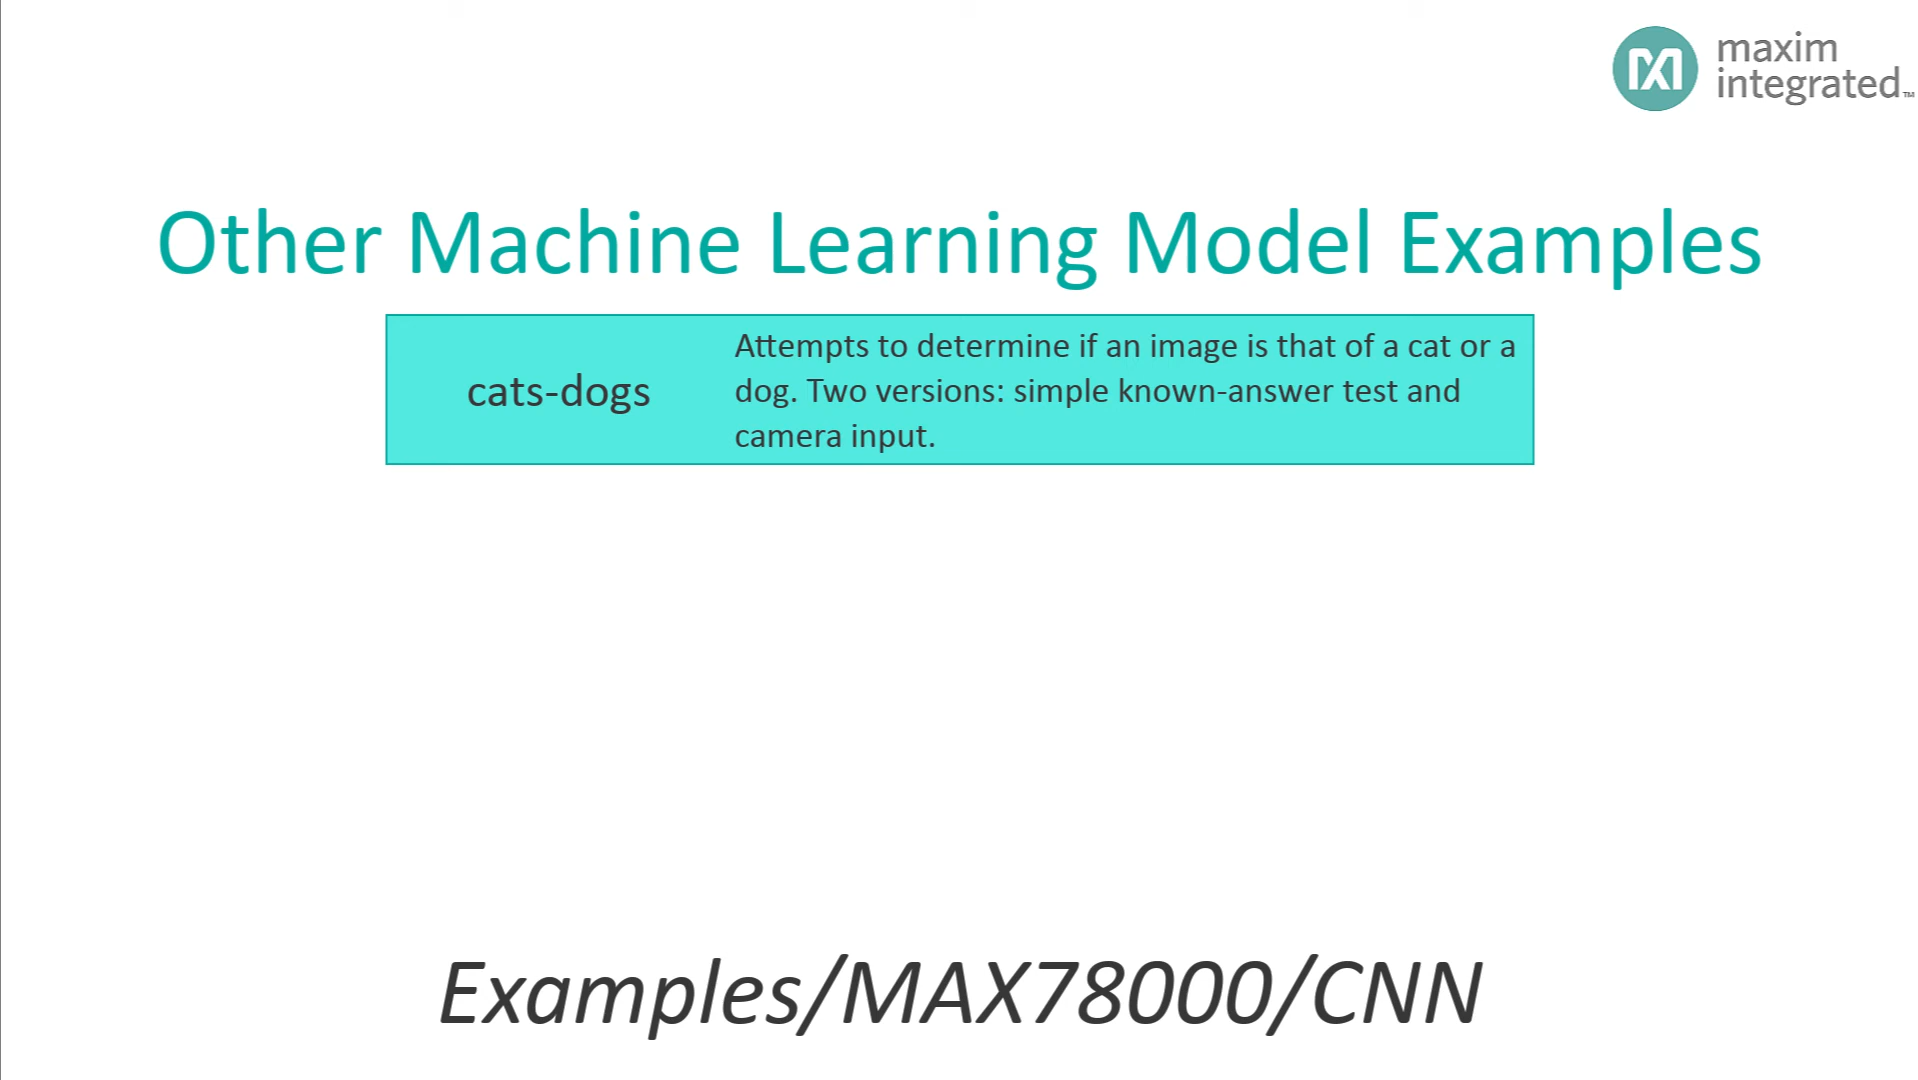 maxim
integrated™
Other Machine Learning Model Examples
cats-dogs
Attempts to determine if an image is that of a cat or a
dog. Two versions: simple known-answer test and
camera input.
Examples/MAX78000/CNN